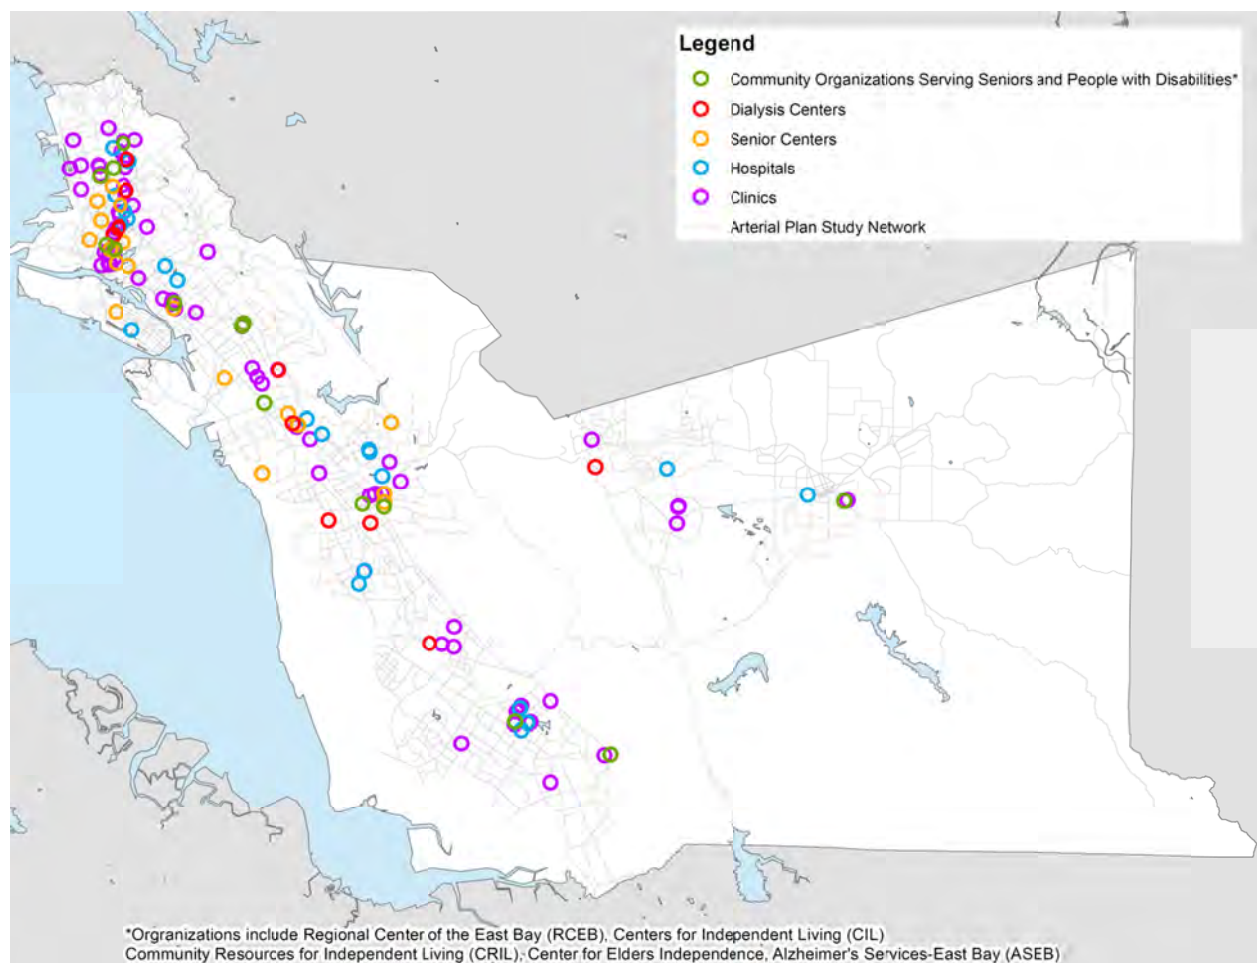 Legend
Community Organizations Serving Seniors and People with Disabilities*
Dialysis Centers
Senior Centers
Hospitals
Clinics
Arterial Plan Study Network
*Orgranizations include Regional Center of the East Bay (RCEB), Centers for Independent Living (CIL)
Community Resources for Independent Living (CRIL), Center for Elders Independence, Alzheimer's Services-East Bay (ASEB)